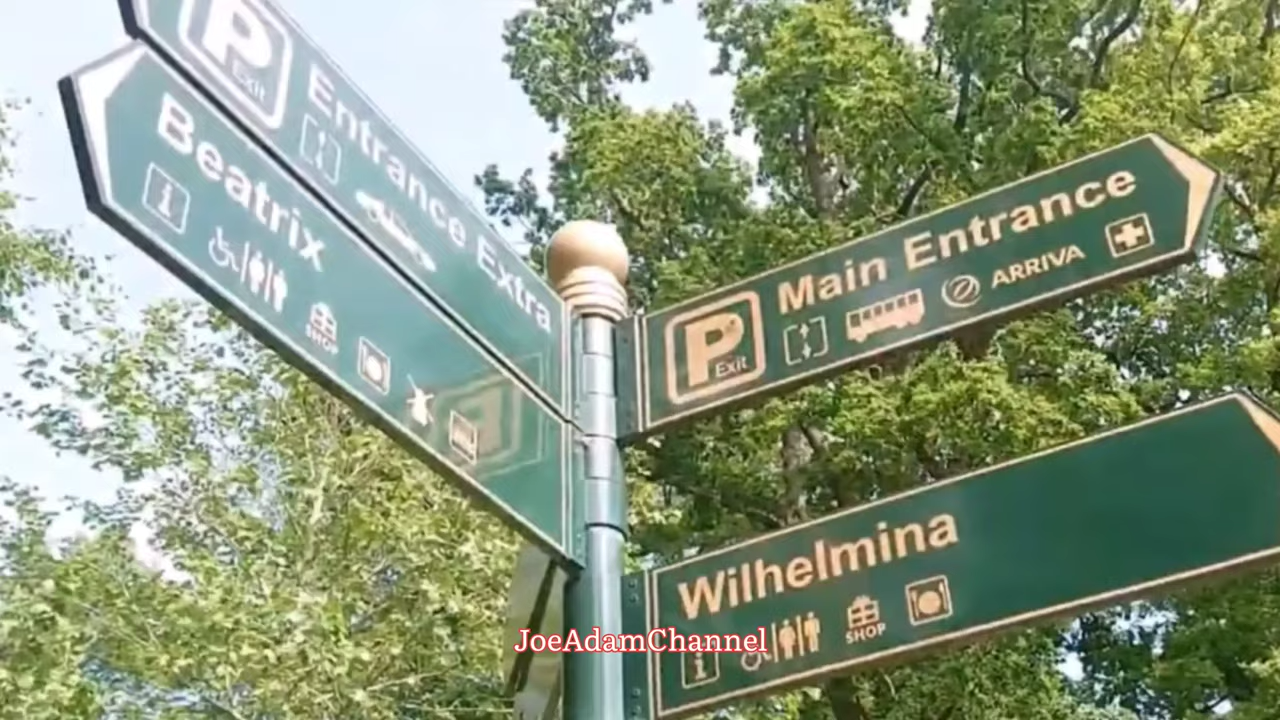 P
Exit
Entrance Extra
Beatrix
i
SHOP
Main Entrance
P
Exit
ARRIVA
Wilhelmina
i
SHOP
JoeAdamChannel